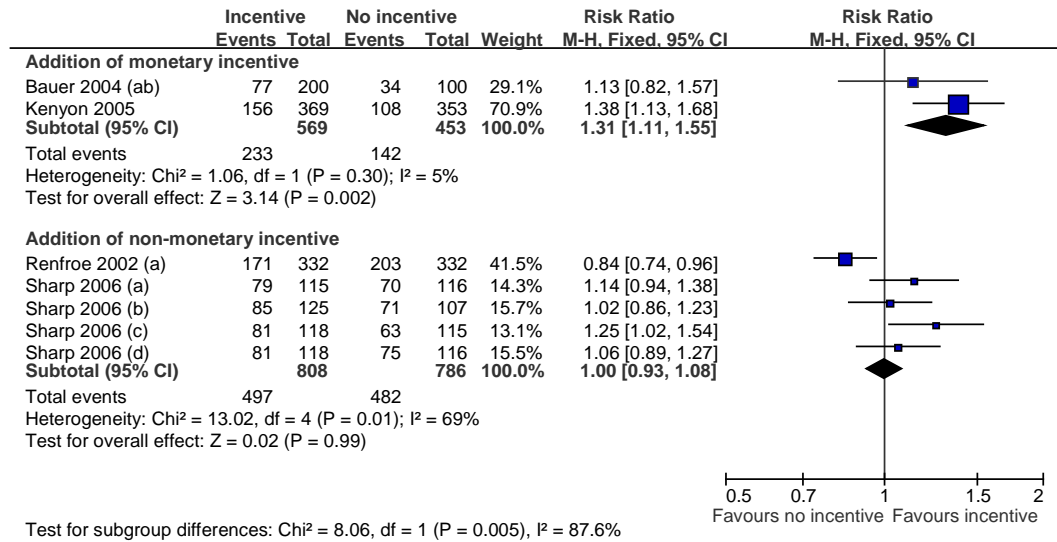 Incentive No incentive Risk Ratio Risk Ratio
Events Total Events Total Weight M-H, Fixed, 95% CI M-H, Fixed, 95% CI
Addition of monetary incentive
Bauer 2004 (ab) 77 200 34 100 29.1% 1.13 [0.82, 1.57]
Kenyon 2005 156 369 108 353 70.9% 1.38 [1.13, 1.68]
Subtotal (95% CI) 569 453 100.0% 1.31 [1.11, 1.55]
Total events 233 142
Heterogeneity: Chi² = 1.06, df = 1 (P = 0.30); I² = 5%
Test for overall effect: Z = 3.14 (P = 0.002)
Addition of non-monetary incentive
Renfroe 2002 (a) 171 332 203 332 41.5% 0.84 [0.74, 0.96]
Sharp 2006 (a) 79 115 70 116 14.3% 1.14 [0.94, 1.38]
Sharp 2006 (b) 85 125 71 107 15.7% 1.02 [0.86, 1.23]
Sharp 2006 (c) 81 118 63 115 13.1% 1.25 [1.02, 1.54]
Sharp 2006 (d) 81 118 75 116 15.5% 1.06 [0.89, 1.27]
Subtotal (95% CI) 808 786 100.0% 1.00 [0.93, 1.08]
Total events 497 482
Heterogeneity: Chi² = 13.02, df = 4 (P = 0.01); I² = 69%
Test for overall effect: Z = 0.02 (P = 0.99)
0.5 0.7 1 1.5 2
Favours no incentive Favours incentive
Test for subgroup differences: Chi² = 8.06, df = 1 (P = 0.005), I² = 87.6%